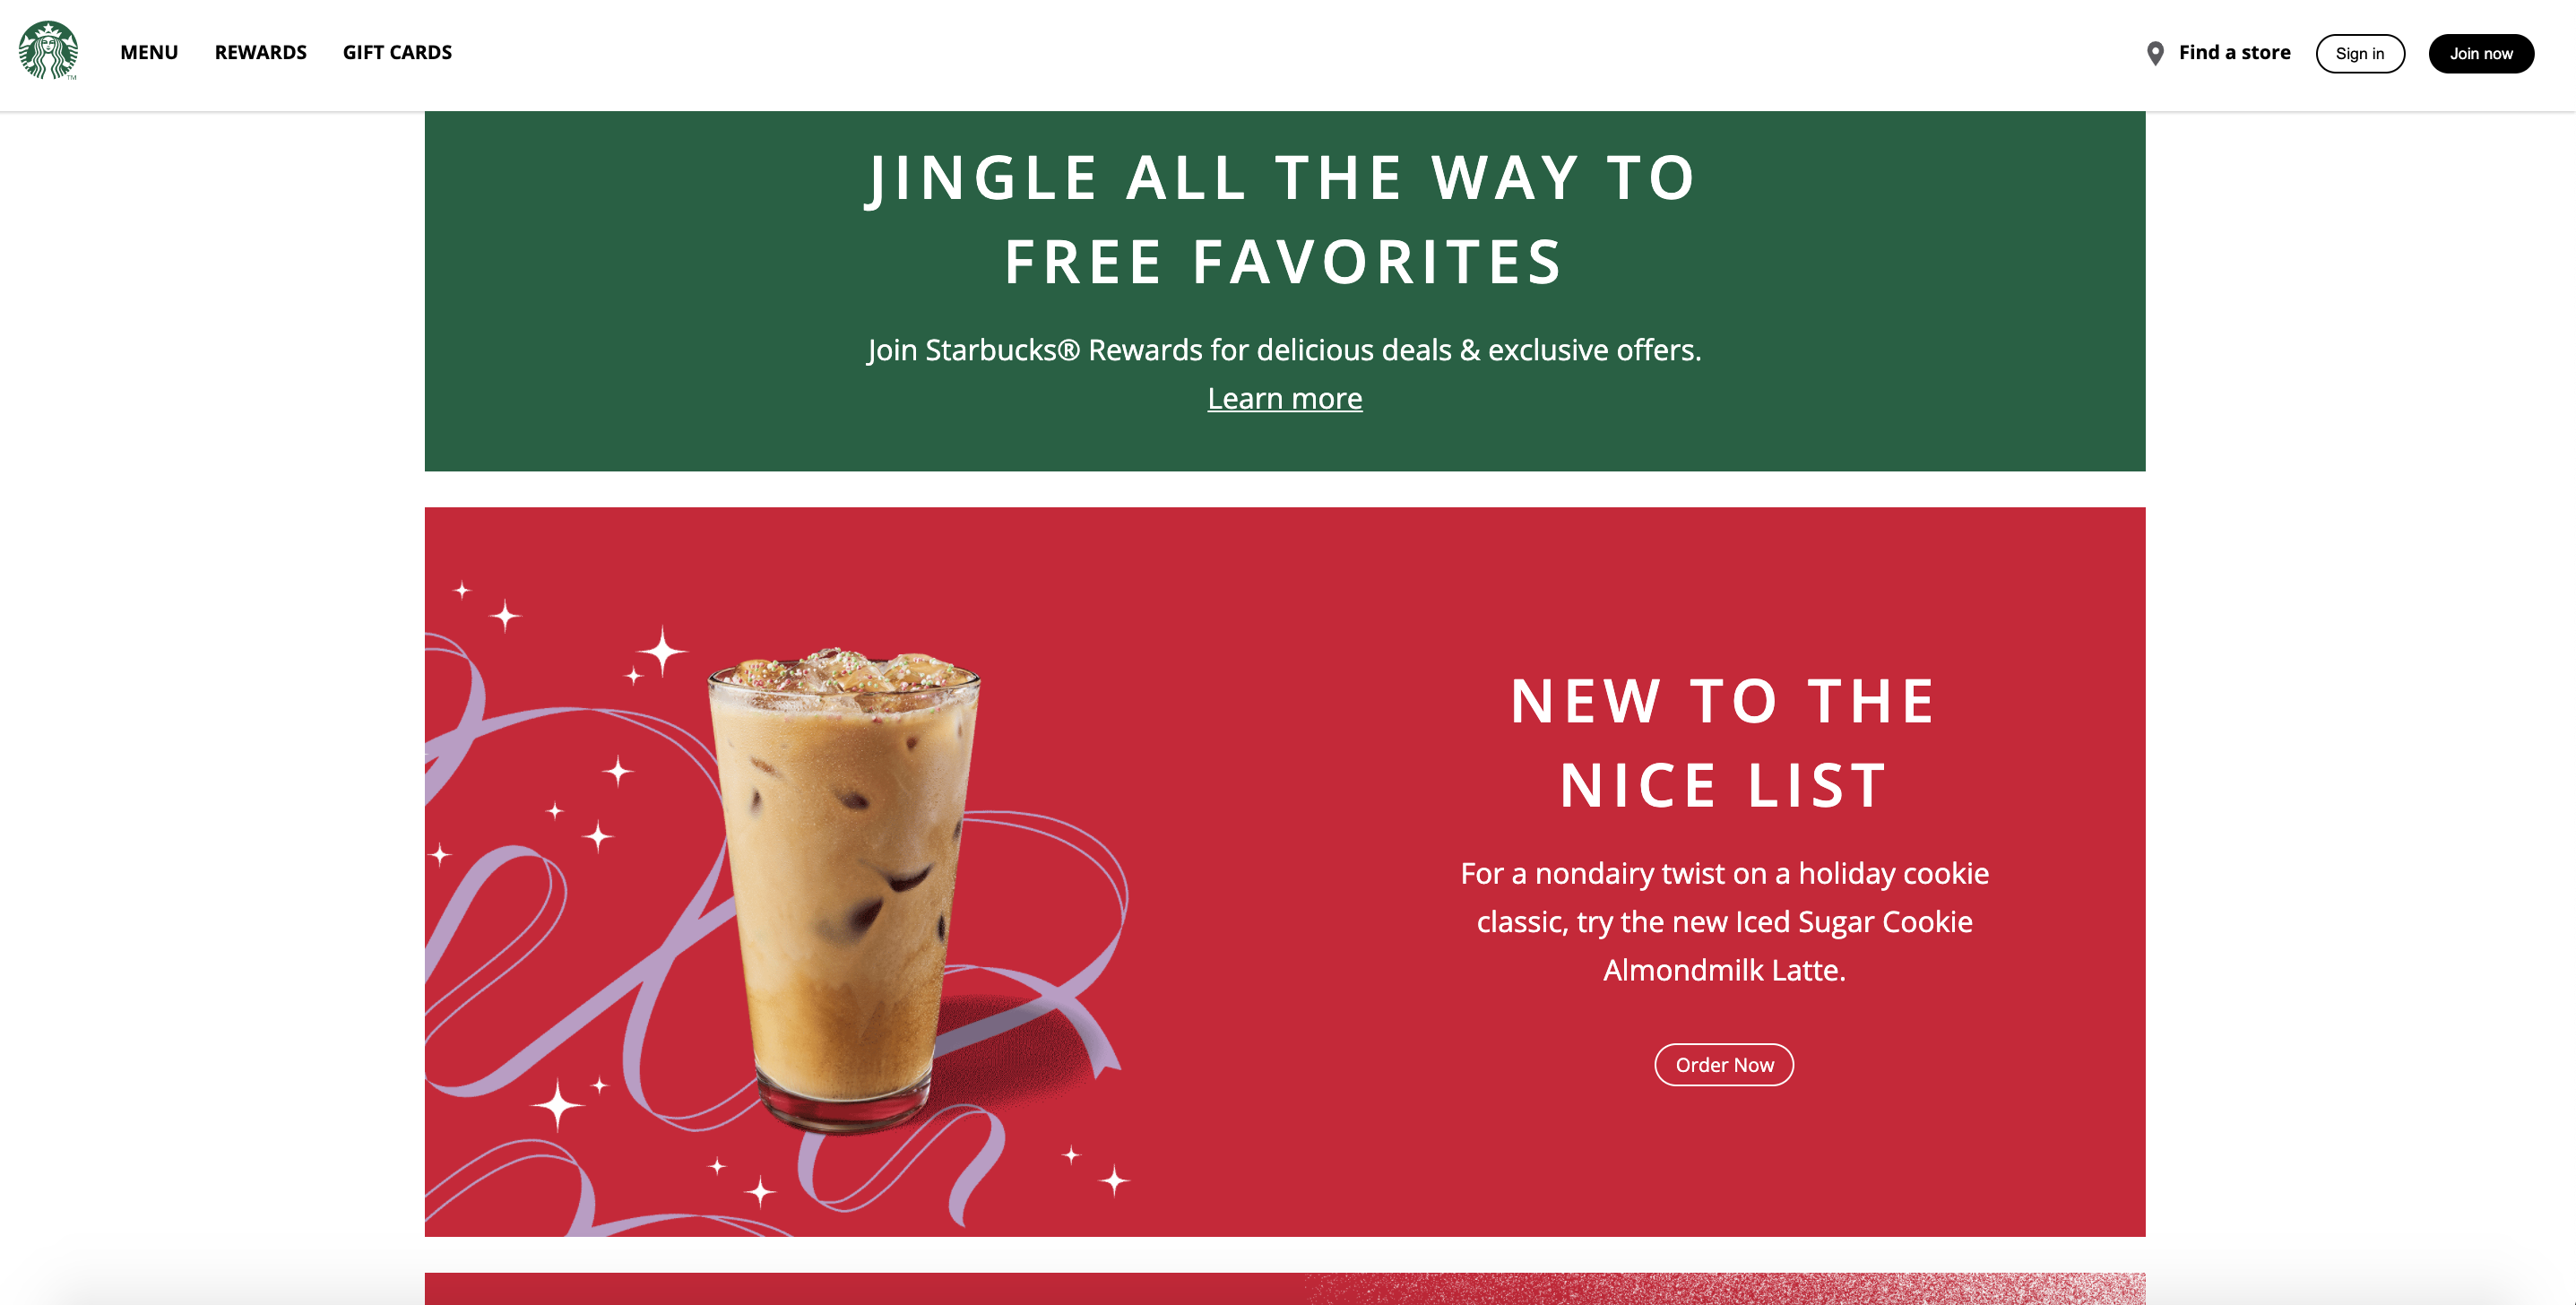 MENU REWARDS GIFT CARDS Find a store Sign in Join now
TM
JINGLE ALL THE WAY TO
FREE FAVORITES
Join Starbucks® Rewards for delicious deals & exclusive offers.
Learn more
NEW TO THE
NICE LIST
For a nondairy twist on a holiday cookie
classic, try the new Iced Sugar Cookie
Almondmilk Latte.
Order Now